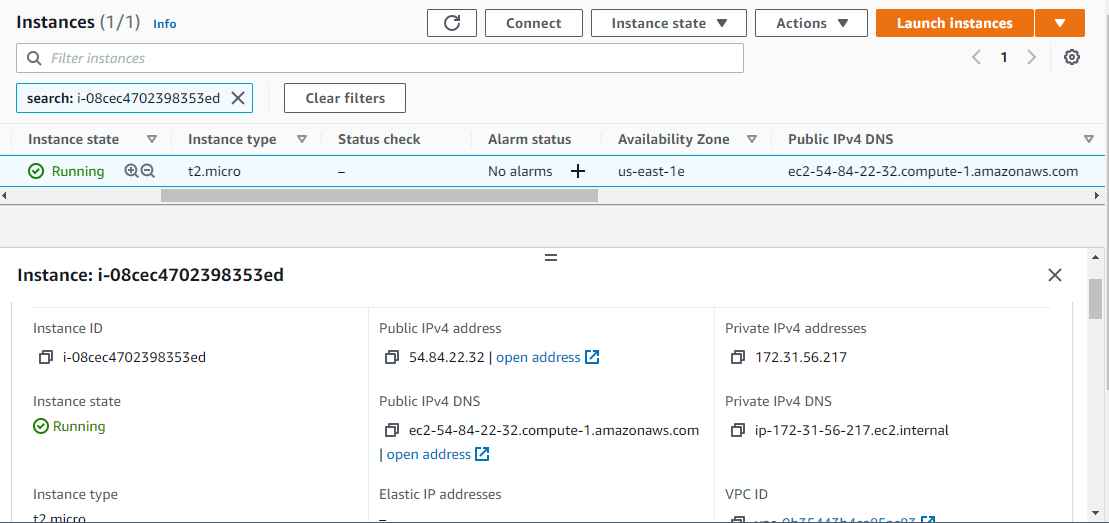 Instances (1/1) Info
Connect
Instance state
Actions
Launch instances
Filter instances
1
search: i-08cec4702398353ed
Clear filters
Instance state Instance type Status check Alarm status Availability Zone Public IPv4 DNS
Running t2.micro – No alarms + us-east-1e ec2-54-84-22-32.compute-1.amazonaws.com
Instance: i-08cec4702398353ed
Instance ID Public IPv4 address Private IPv4 addresses
i-08cec4702398353ed 54.84.22.32 | open address 172.31.56.217
Instance state Public IPv4 DNS Private IPv4 DNS
Running ec2-54-84-22-32.compute-1.amazonaws.com ip-172-31-56-217.ec2.internal
| open address
Instance type Elastic IP addresses VPC ID
t2.micro –